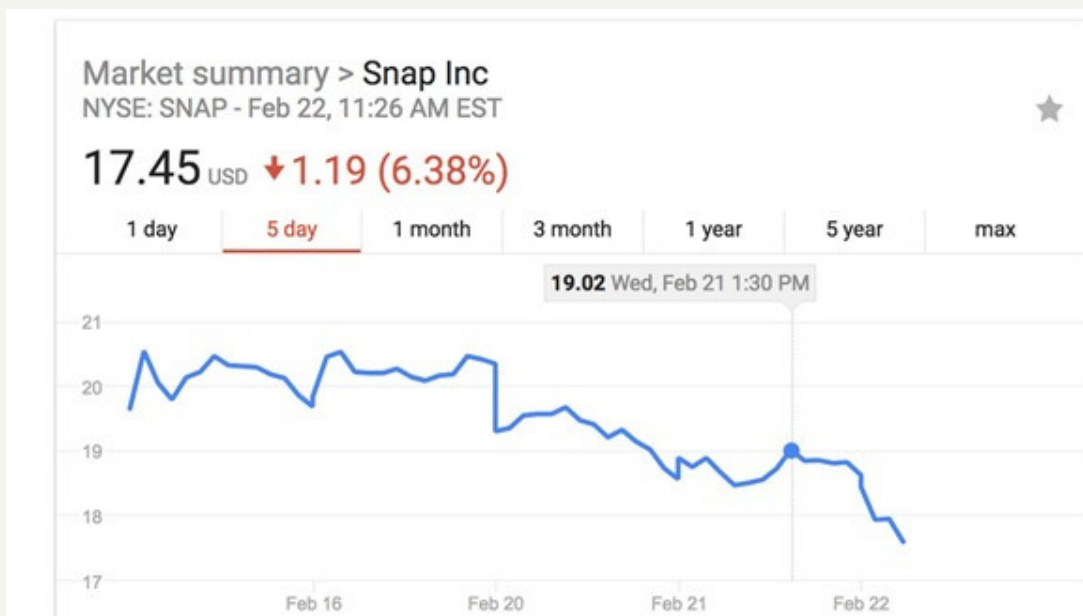 Market summary > Snap Inc
NYSE: SNAP - Feb 22, 11:26 AM EST
17.45 USD 1.19 (6.38%)
1 day 5 day 1 month 3 month 1 year 5 year max
19.02 Wed, Feb 21 1:30 PM
21
20
19
18
17
Feb 16 Feb 20 Feb 21 Feb 22